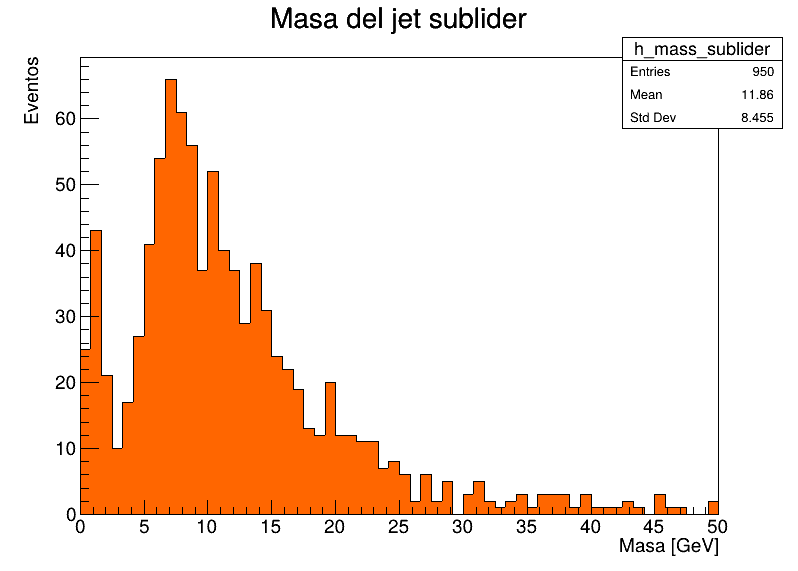 Masa del jet sublider
h_mass_sublider
Entries 950
Mean 11.86
Std Dev 8.455
Eventos
60
50
40
30
20
10
0
0 5 10 15 20 25 30 35 40 45 50
Masa [GeV]